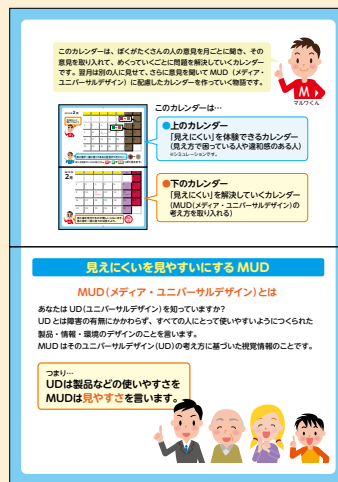 このカレンダーは、ぼくがたくさんの人の意見を月ごとに聞き、その
意見を取り入れて、めくっていくごとに問題を解決していくカレンダー
です。翌月は別の人に見せて、さらに意見を聞いて MUD（メディア・
ユニバーサルデザイン）に配慮したカレンダーを作っていく物語です。
M
マルワくん
このカレンダーは…
●上のカレンダー
「見えにくい」を体験できるカレンダー
（見え方で困っている人や違和感のある人）
※シミュレーションです。
2月
●下のカレンダー
「見えにくい」を解決していくカレンダー
（MUD(メディア・ユニバーサルデザイン)の
考え方を取り入れる）
2月
見えにくいを見やすいにする MUD
MUD（メディア・ユニバーサルデザイン）とは
あなたは UD（ユニバーサルデザイン）を知っていますか？
UD とは障害の有無にかかわらず、すべての人にとって使いやすいようにつくられた
製品・情報・環境のデザインのことを言います。
MUD はそのユニバーサルデザイン（UD）の考え方に基づいた視覚情報のことです。
つまり…
UDは製品などの使いやすさを
MUDは見やすさを言います。